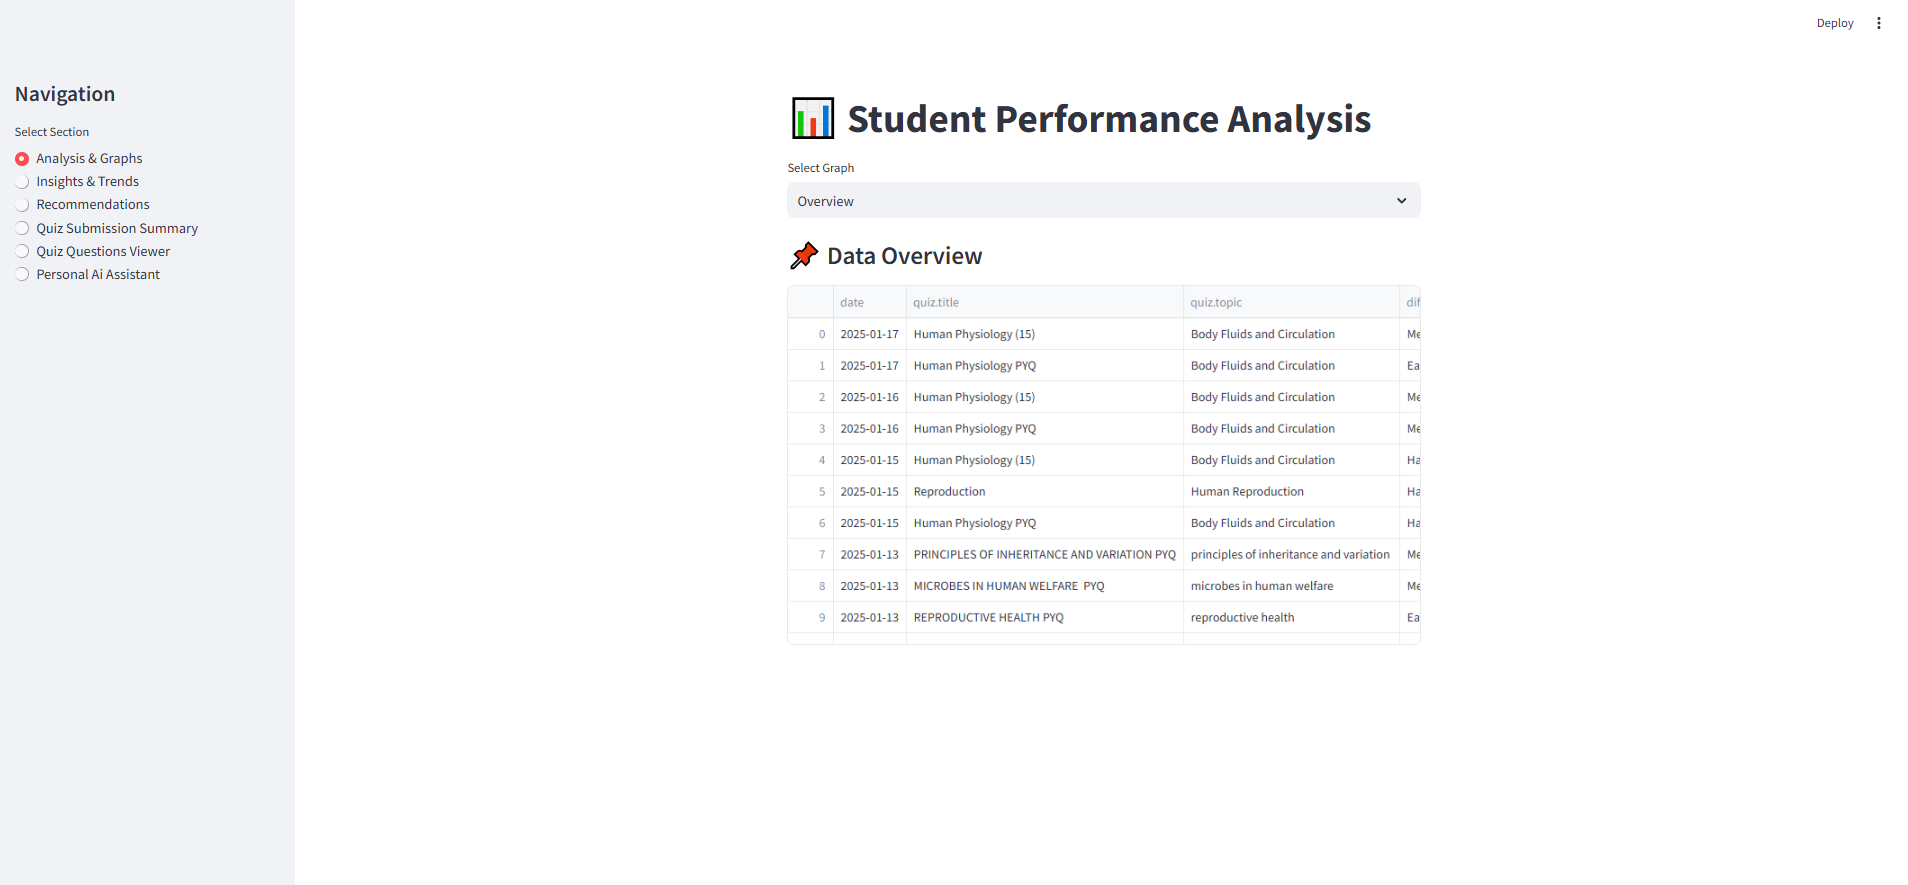 Deploy
Navigation
Select Section
Analysis & Graphs
Insights & Trends
Recommendations
Quiz Submission Summary
Quiz Questions Viewer
Personal Ai Assistant
Student Performance Analysis
Select Graph
Overview
Data Overview
date quiz.title quiz.topic dif
0 2025-01-17 Human Physiology (15) Body Fluids and Circulation Me
1 2025-01-17 Human Physiology PYQ Body Fluids and Circulation Ea
2 2025-01-16 Human Physiology (15) Body Fluids and Circulation Me
3 2025-01-16 Human Physiology PYQ Body Fluids and Circulation Me
4 2025-01-15 Human Physiology (15) Body Fluids and Circulation Ha
5 2025-01-15 Reproduction Human Reproduction Ha
6 2025-01-15 Human Physiology PYQ Body Fluids and Circulation Ha
7 2025-01-13 PRINCIPLES OF INHERITANCE AND VARIATION PYQ principles of inheritance and variation Me
8 2025-01-13 MICROBES IN HUMAN WELFARE  PYQ microbes in human welfare Me
9 2025-01-13 REPRODUCTIVE HEALTH PYQ reproductive health Ea